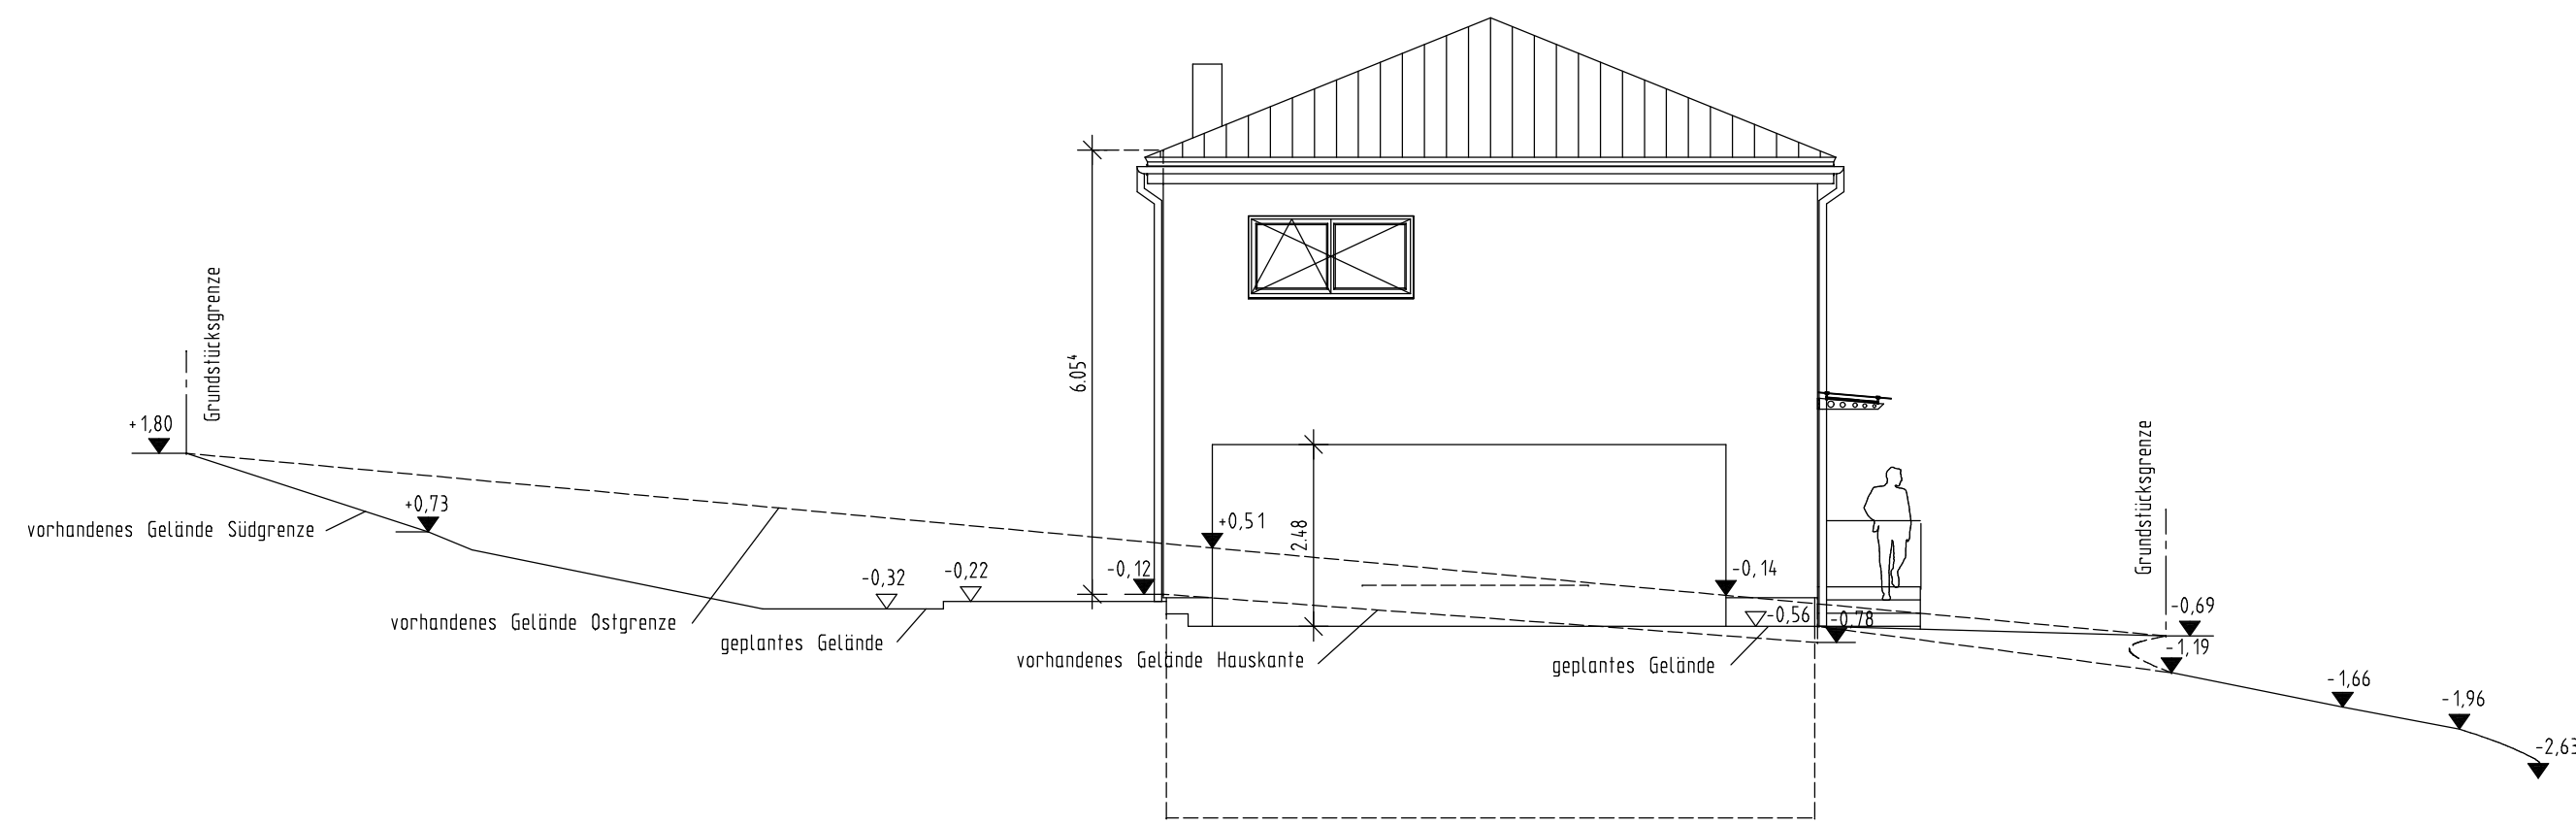 Grundstücksgrenze
+1,80
+0,73
vorhandenes Gelände Südgrenze
6.05⁴
Grundstücksgrenze
+0,51
2.48
-0,12
-0,14
-0,32
-0,22
vorhandenes Gelände Ostgrenze
geplantes Gelände
vorhandenes Gelände Hauskante
-0,56
-0,78
geplantes Gelände
-0,69
-1,19
-1,66
-1,96
-2,63